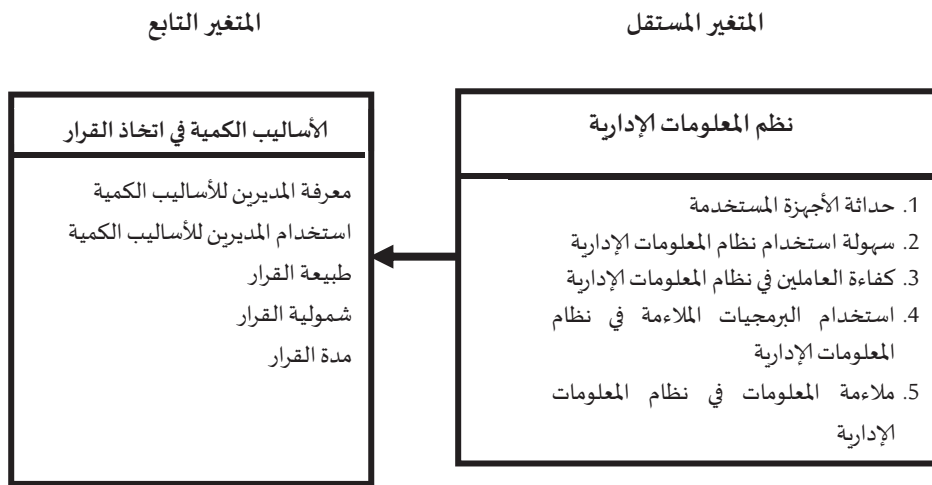 المتغير المستقل
المتغير التابع
نظم المعلومات الإدارية
1. حداثة الأجهزة المستخدمة
2. سهولة استخدام نظام المعلومات الإدارية
3. كفاءة العاملين في نظام المعلومات الإدارية
4. استخدام البرمجيات الملاءمة في نظام
المعلومات الإدارية
5. ملاءمة المعلومات في نظام المعلومات
الإدارية
الأساليب الكمية في اتخاذ القرار
معرفة المديرين للأساليب الكمية
استخدام المديرين للأساليب الكمية
طبيعة القرار
شمولية القرار
مدة القرار